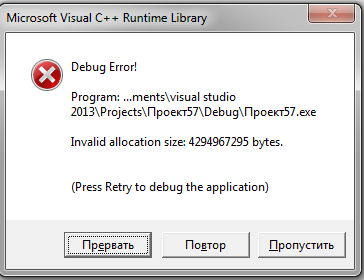 Microsoft Visual C++ Runtime Library
Debug Error!
Program: ...ments\visual studio
2013\Projects\Проект57\Debug\Проект57.exe
Invalid allocation size: 4294967295 bytes.
(Press Retry to debug the application)
Прервать Повтор Пропустить